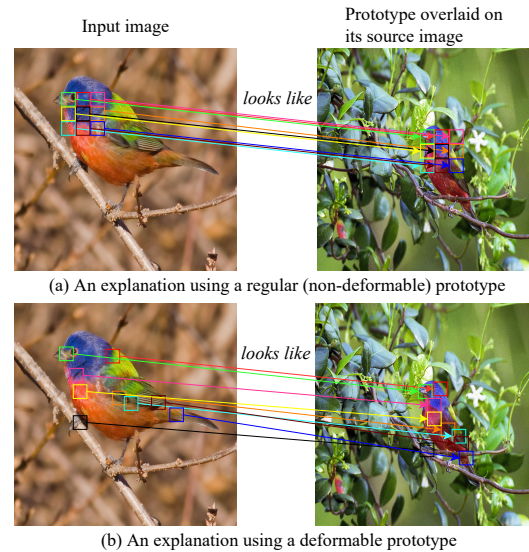 Input image
Prototype overlaid on
its source image
looks like
(a) An explanation using a regular (non-deformable) prototype
looks like
(b) An explanation using a deformable prototype